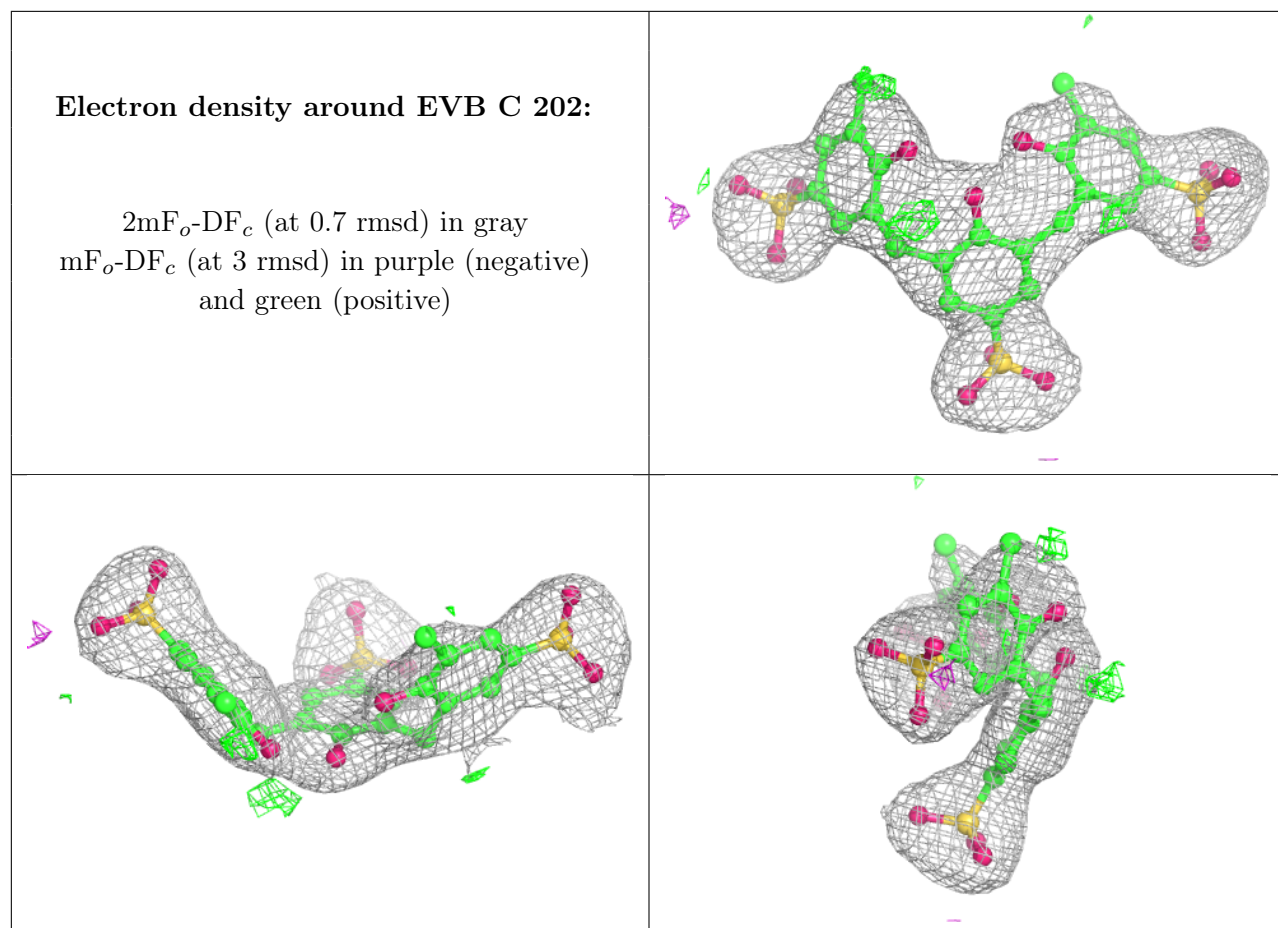 Electron density around EVB C 202:
2mFₒ-DF𝑐 (at 0.7 rmsd) in gray
mFₒ-DF𝑐 (at 3 rmsd) in purple (negative)
and green (positive)